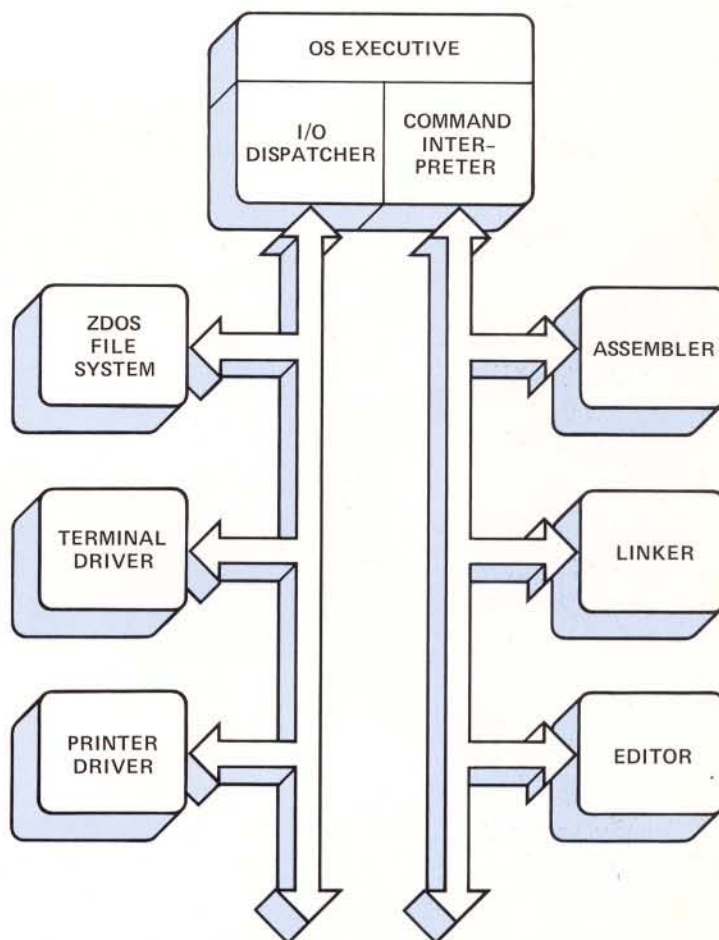 OS EXECUTIVE
I/O
DISPATCHER
COMMAND
INTER-
PRETER
ZDOS
FILE
SYSTEM
ASSEMBLER
TERMINAL
DRIVER
LINKER
PRINTER
DRIVER
EDITOR